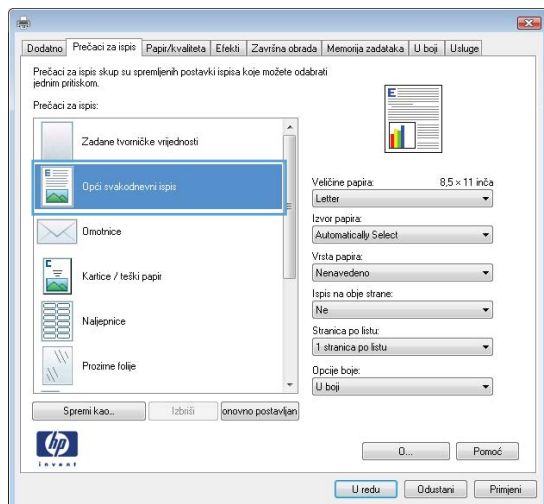 Dodatno Prečaci za ispis Papir/kvaliteta Efekti Završna obrada Memorija zadataka U boji Usluge
Prečaci za ispis skup su spremljenih postavki ispisa koje možete odabrati
jednim pritiskom.
Prečaci za ispis:
Zadane tvorničke vrijednosti
Opći svakodnevni ispis
Omotnice
Kartice / teški papir
Naljepnice
Prozirne folije
Spremi kao...
Izbriši
onovno postavljan
E
Veličine papira: 8,5 × 11 inča
Letter
Izvor papira:
Automatically Select
Vrsta papira:
Nenavedeno
Ispis na obje strane:
Ne
Stranica po listu:
1 stranica po listu
Opcije boje:
U boji
hp
invent
O... Pomoć
U redu Odustani Primijeni